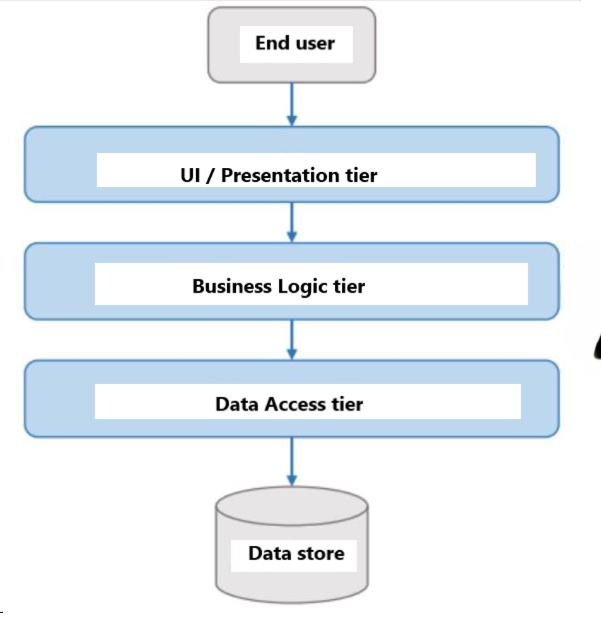 End user
UI / Presentation tier
Business Logic tier
Data Access tier
Data store